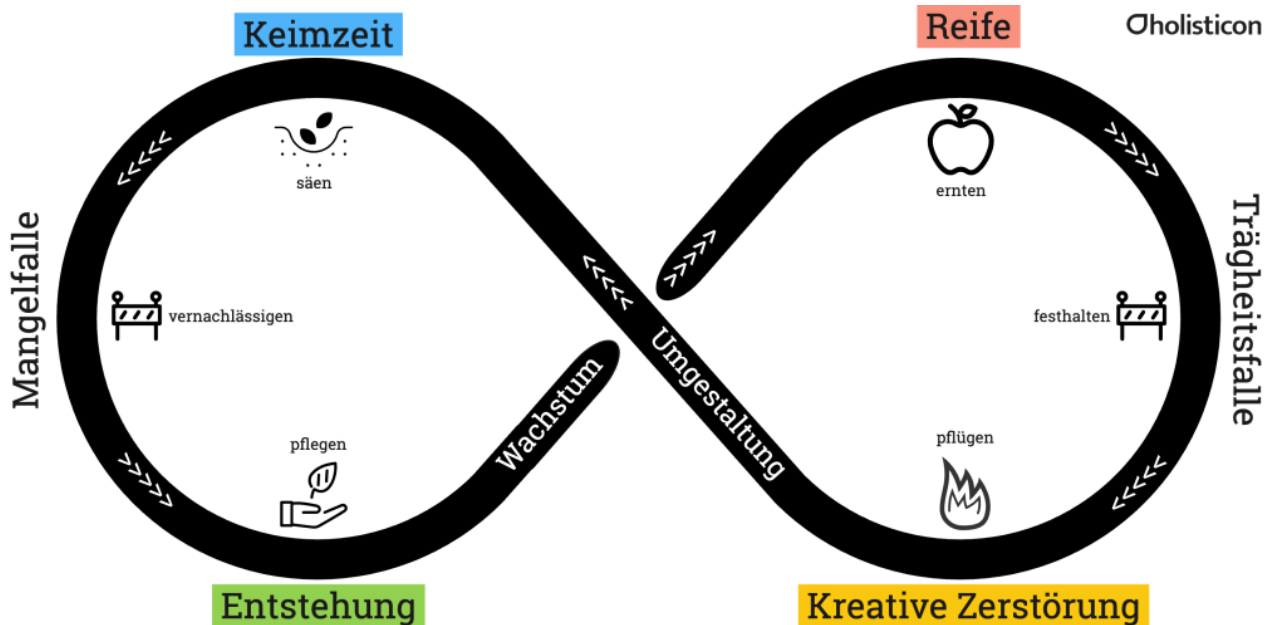 Keimzeit
Reife
holisticon
säen
ernten
Mangelfalle
vernachlässigen
festhalten
Trägheitsfalle
Wachstum
Umgestaltung
pflegen
pflügen
Entstehung
Kreative Zerstörung